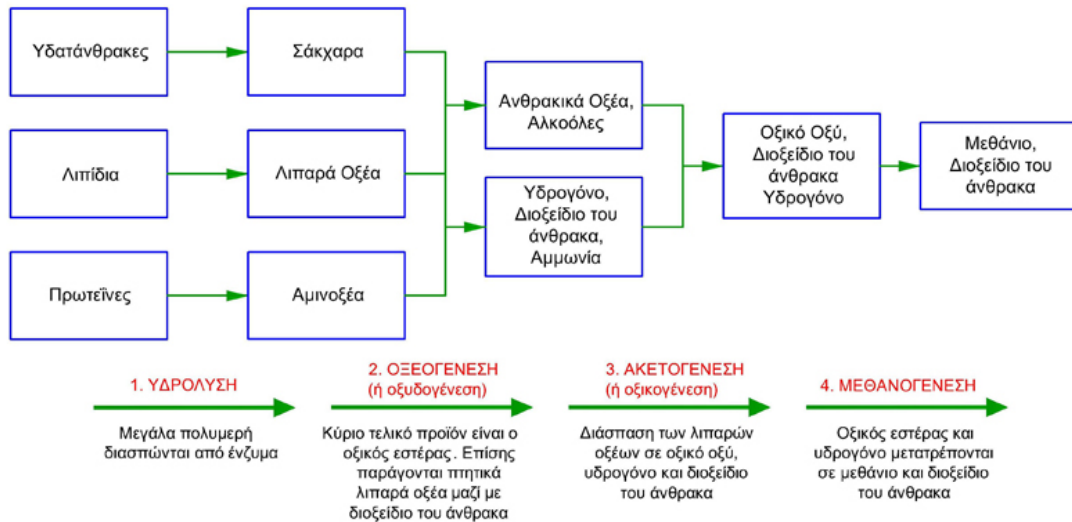 Υδατάνθρακες
Σάκχαρα
Λιπίδια
Λιπαρά Οξέα
Πρωτεΐνες
Αμινοξέα
Ανθρακικά Οξέα,
Αλκοόλες
Υδρογόνο,
Διοξείδιο του
άνθρακα,
Αμμωνία
Οξικό Οξύ,
Διοξείδιο του
άνθρακα
Υδρογόνο
Μεθάνιο,
Διοξείδιο του
άνθρακα
1. ΥΔΡΟΛΥΣΗ
Μεγάλα πολυμερή
διασπώνται από ένζυμα
2. ΟΞΕΟΓΕΝΕΣΗ
(ή οξυδογένεση)
Κύριο τελικό προϊόν είναι ο
οξικός εστέρας. Επίσης
παράγονται πτητικά
λιπαρά οξέα μαζί με
διοξείδιο του άνθρακα
3. ΑΚΕΤΟΓΕΝΕΣΗ
(ή οξικογένεση)
Διάσπαση των λιπαρών
οξέων σε οξικό οξύ,
υδρογόνο και διοξείδιο
του άνθρακα
4. ΜΕΘΑΝΟΓΕΝΕΣΗ
Οξικός εστέρας και
υδρογόνο μετατρέπονται
σε μεθάνιο και διοξείδιο
του άνθρακα